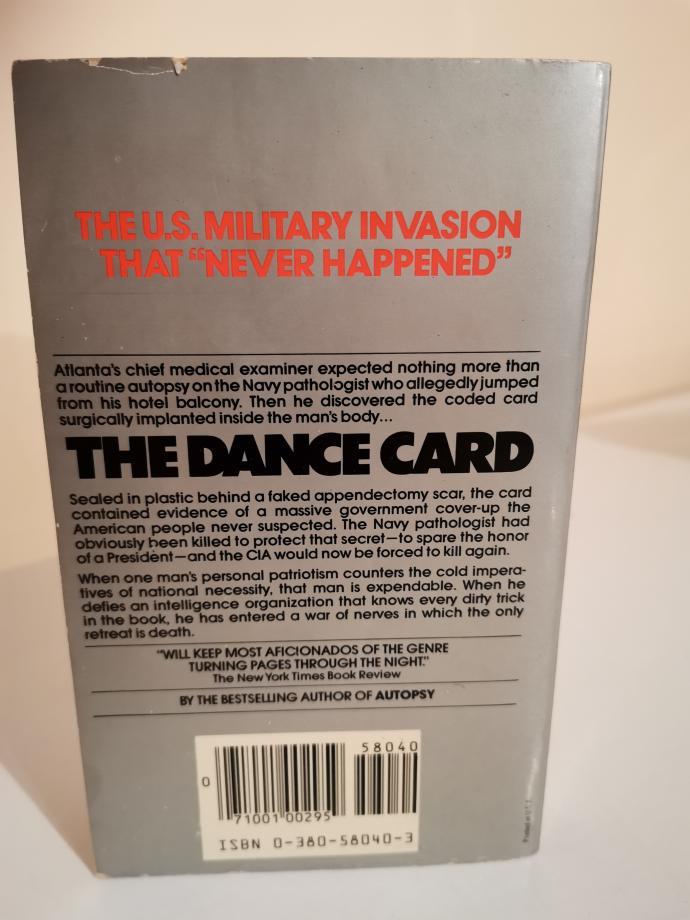 THE U.S. MILITARY INVASION
THAT “NEVER HAPPENED”
Atlanta's chief medical examiner expected nothing more than
a routine autopsy on the Navy pathologist who allegedly jumped
from his hotel balcony. Then he discovered the coded card
surgically implanted inside the man's body...
THE DANCE CARD
Sealed in plastic behind a faked appendectomy scar, the card
contained evidence of a massive government cover-up the
American people never suspected. The Navy pathologist had
obviously been killed to protect that secret—to spare the honor
of a President—and the CIA would now be forced to kill again.
When one man's personal patriotism counters the cold impera-
tives of national necessity, that man is expendable. When he
defies an intelligence organization that knows every dirty trick
in the book, he has entered a war of nerves in which the only
retreat is death.
“WILL KEEP MOST AFICIONADOS OF THE GENRE
TURNING PAGES THROUGH THE NIGHT.”
The New York Times Book Review
BY THE BESTSELLING AUTHOR OF AUTOPSY
58040
0
71001 00295
ISBN 0-380-58040-3
Printed in U.S.A.